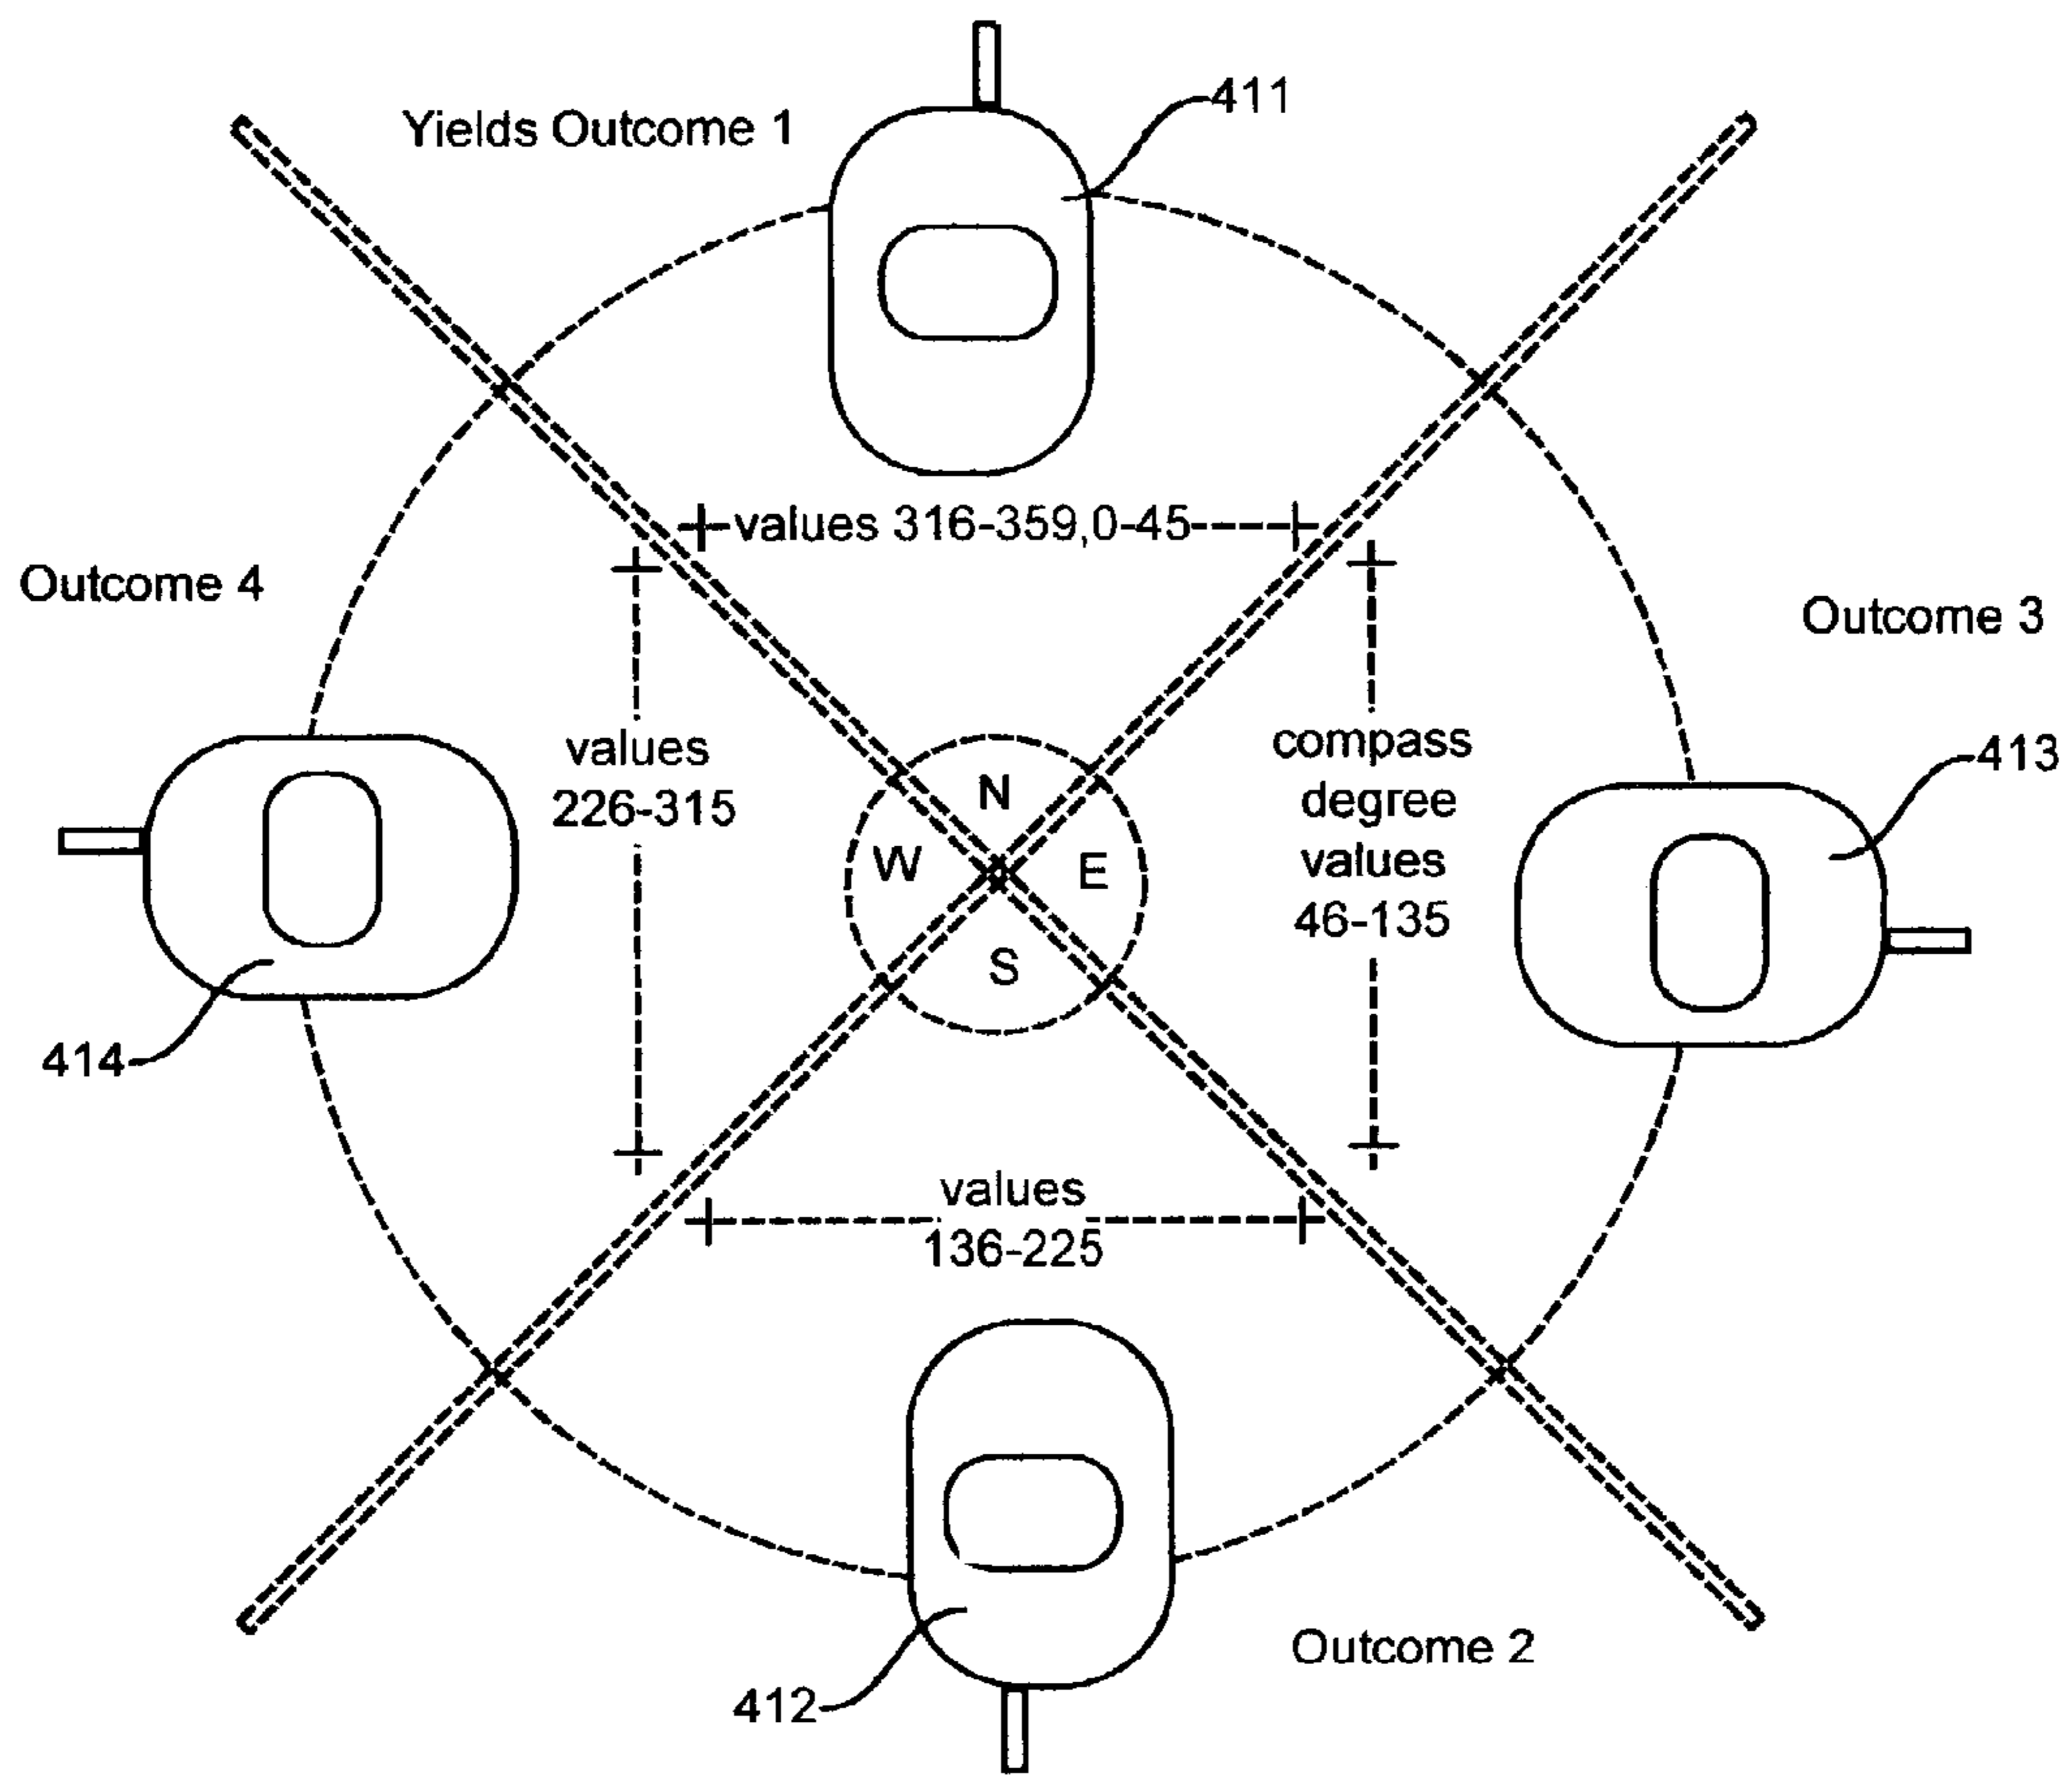 411
Yields Outcome 1
values 316-359,0-45
Outcome 4
Outcome 3
values
226-315
compass
degree
values
46-135
413
N
W
E
S
414
values
136-225
Outcome 2
412